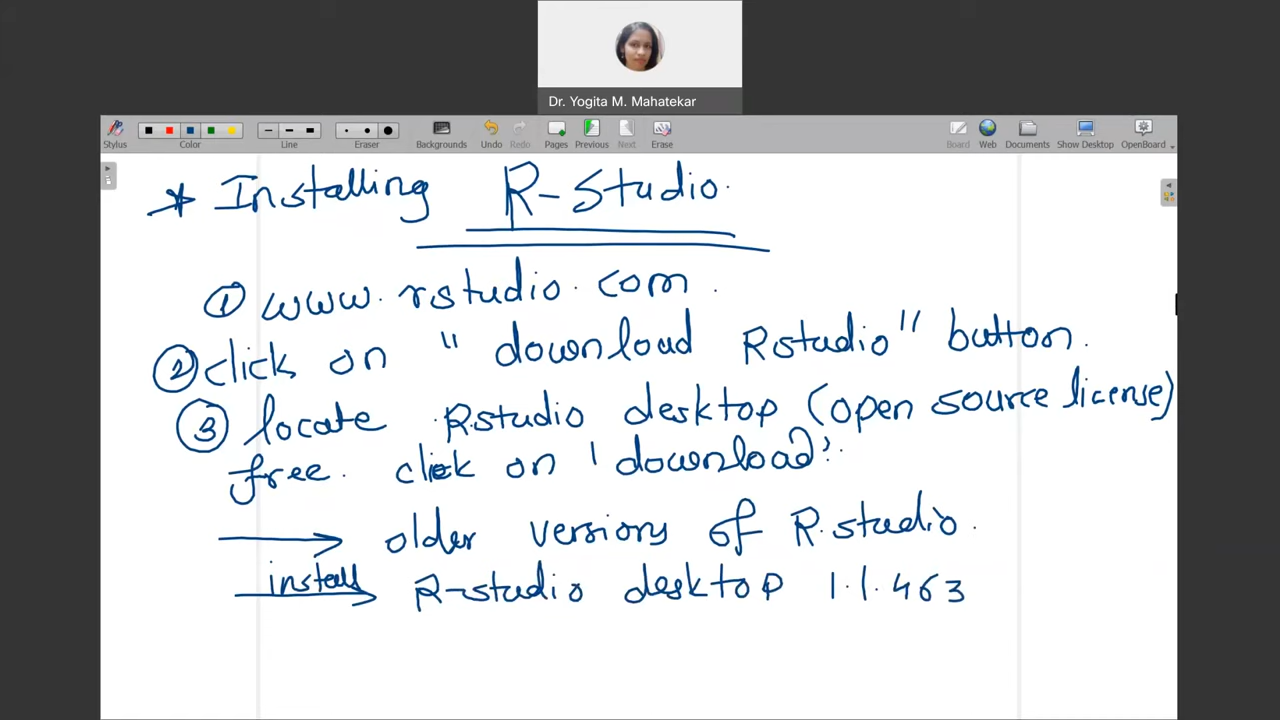 Dr. Yogita M. Mahatekar
Stylus Color Line Eraser Backgrounds Undo Redo Pages Previous Next Erase Board Web Documents Show Desktop OpenBoard
* Installing R-Studio.
① www.rstudio.com.
② click on "download Rstudio" button.
③ locate Rstudio desktop (open source license)
free. click on 'download'.
→ older versions of R.studio.
install → R-studio desktop 1.1.463